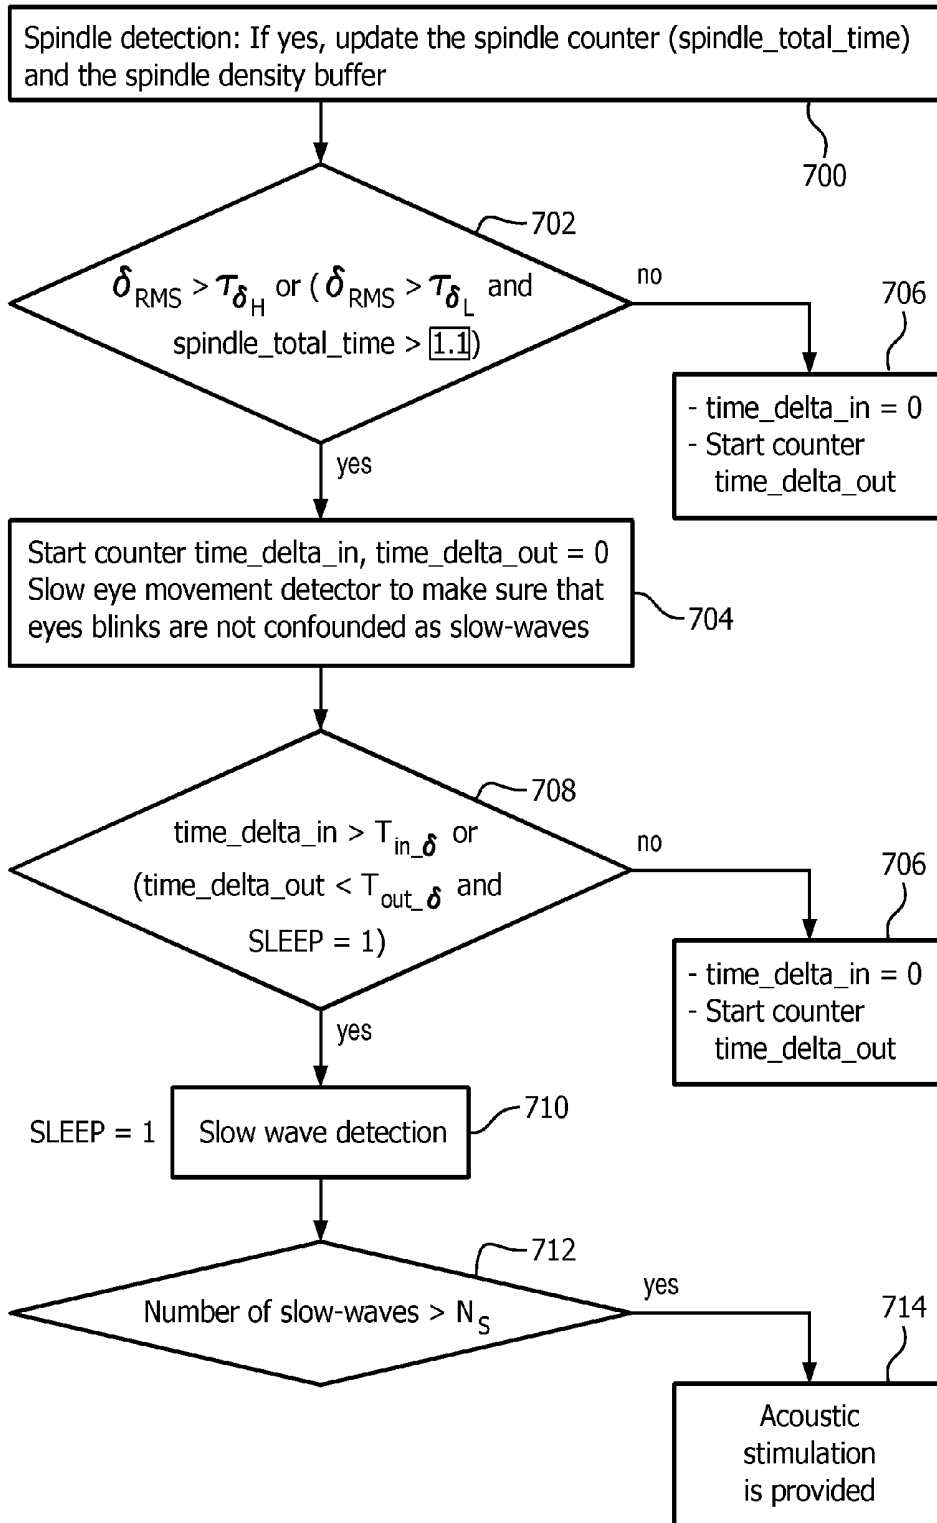 Spindle detection: If yes, update the spindle counter (spindle_total_time)
and the spindle density buffer
700
702
δRMS > τδH or ( δRMS > τδL and
spindle_total_time > 1.1)
no
706
- time_delta_in = 0
- Start counter
time_delta_out
yes
Start counter time_delta_in, time_delta_out = 0
Slow eye movement detector to make sure that
eyes blinks are not confounded as slow-waves
704
708
time_delta_in > Tin_δ or
(time_delta_out < Tout_δ and
SLEEP = 1)
no
706
- time_delta_in = 0
- Start counter
time_delta_out
yes
SLEEP = 1
Slow wave detection
710
712
Number of slow-waves > NS
yes
714
Acoustic
stimulation
is provided